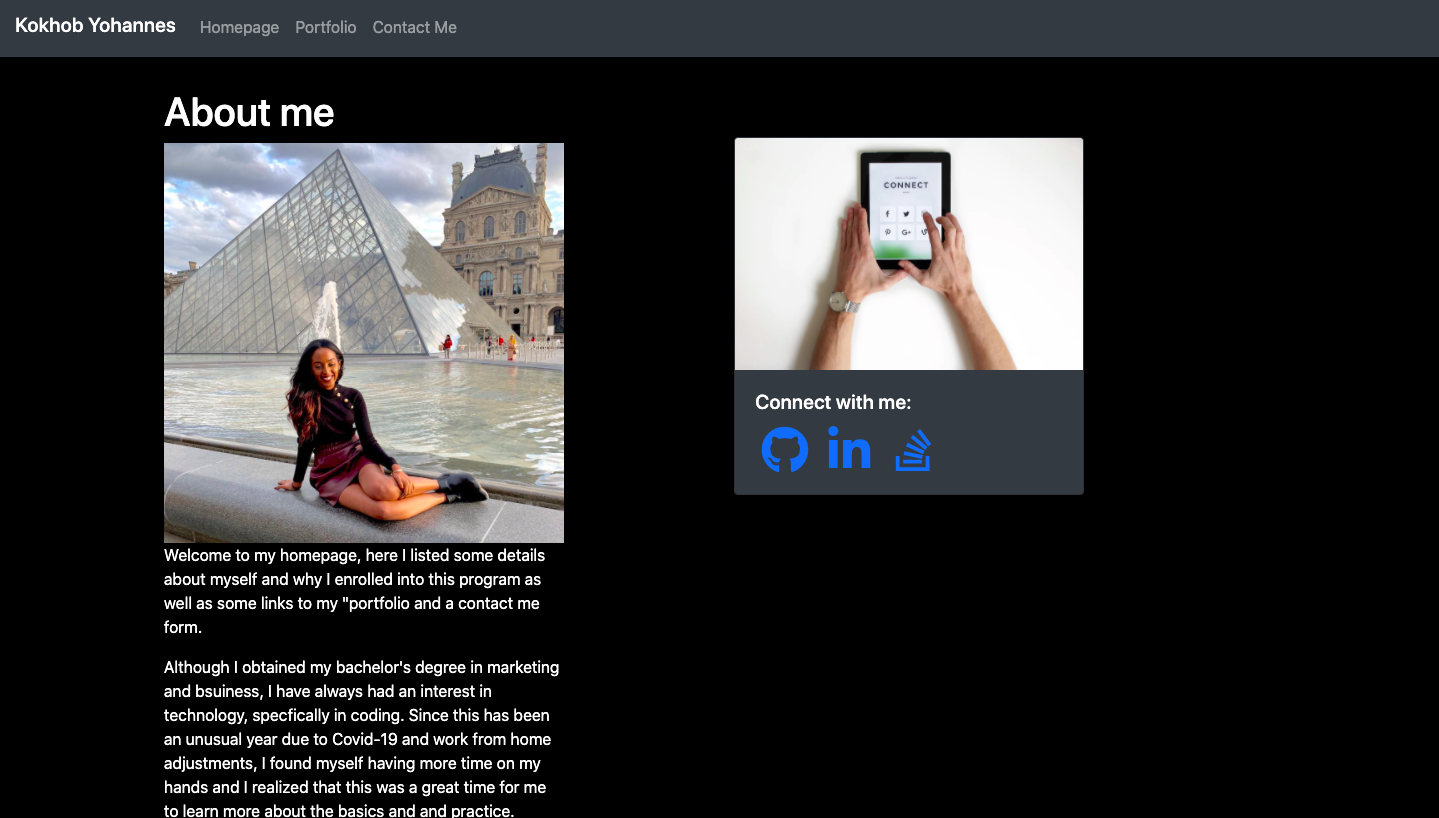 Kokhob Yohannes Homepage Portfolio Contact Me
About me
CONNECT
Connect with me:
in
Welcome to my homepage, here I listed some details
about myself and why I enrolled into this program as
well as some links to my "portfolio and a contact me
form.
Although I obtained my bachelor's degree in marketing
and bsuiness, I have always had an interest in
technology, specfically in coding. Since this has been
an unusual year due to Covid-19 and work from home
adjustments, I found myself having more time on my
hands and I realized that this was a great time for me
to learn more about the basics and and practice.